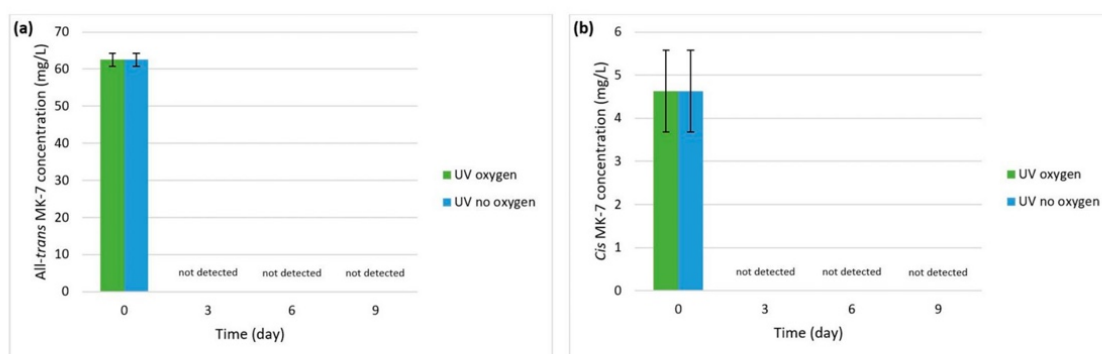 (a)
All-trans MK-7 concentration (mg/L)
70
60
50
40
30
20
10
0
not detected
not detected
not detected
0
3
6
9
Time (day)
UV oxygen
UV no oxygen
(b)
Cis MK-7 concentration (mg/L)
6
5
4
3
2
1
0
not detected
not detected
not detected
0
3
6
9
Time (day)
UV oxygen
UV no oxygen